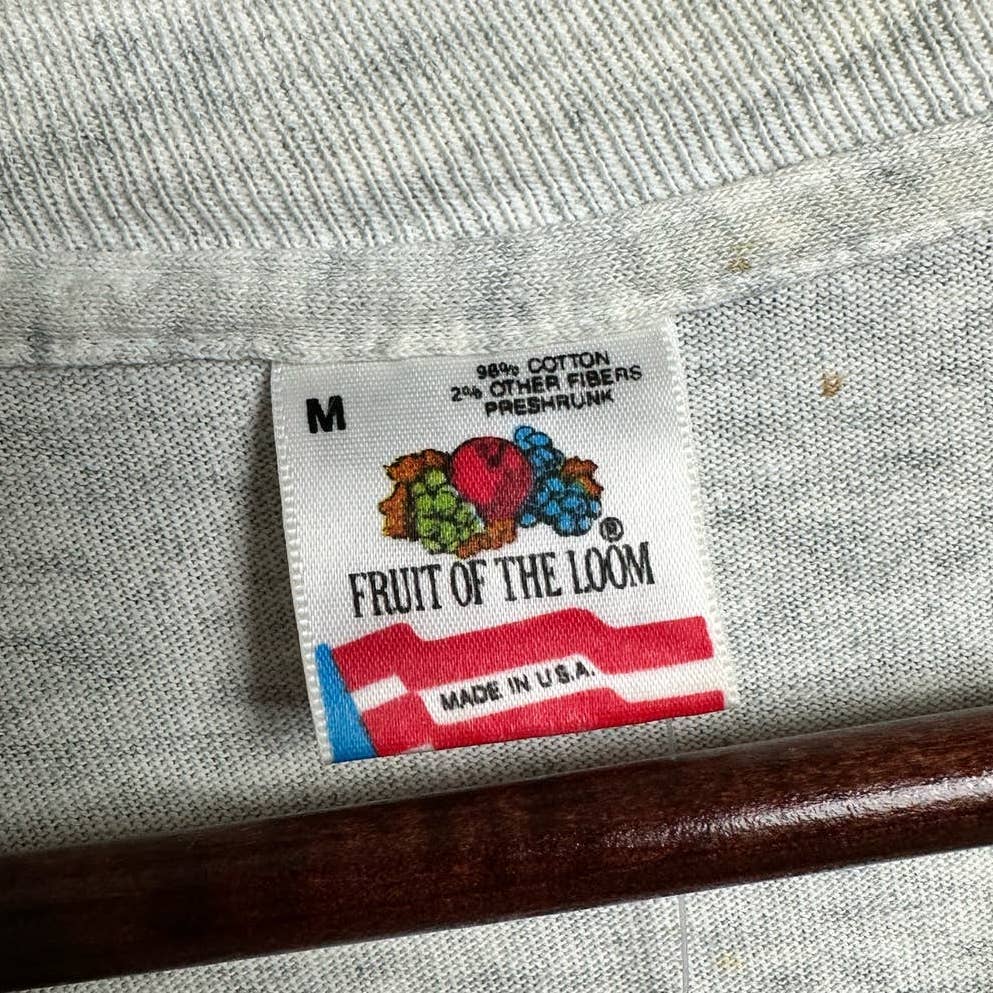 M
98% COTTON
2% OTHER FIBERS
PRESHRUNK
®
FRUIT OF THE LOOM
MADE IN U.S.A.